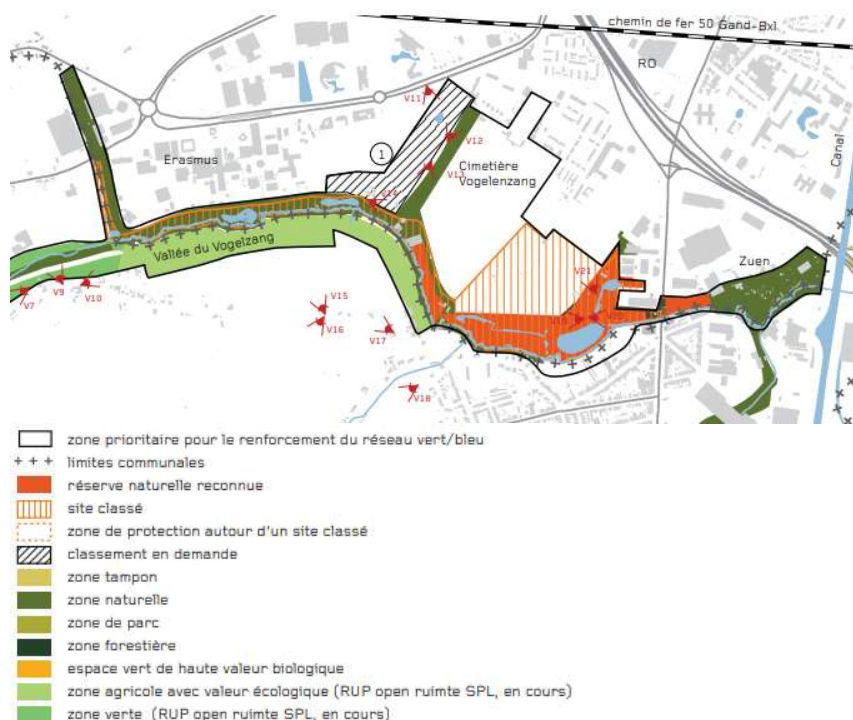 chemin de fer 50 Gand-Bxl
RO
Canal
V11
V12
Erasmus
1
Cimetière
Vogelenzang
V13
V14
Vallée du Vogelzang
Zuen
V21
V7
V9
V10
V15
V16
V17
V18
zone prioritaire pour le renforcement du réseau vert/bleu
limites communales
réserve naturelle reconnue
site classé
zone de protection autour d'un site classé
classement en demande
zone tampon
zone naturelle
zone de parc
zone forestière
espace vert de haute valeur biologique
zone agricole avec valeur écologique (RUP open ruimte SPL, en cours)
zone verte (RUP open ruimte SPL, en cours)